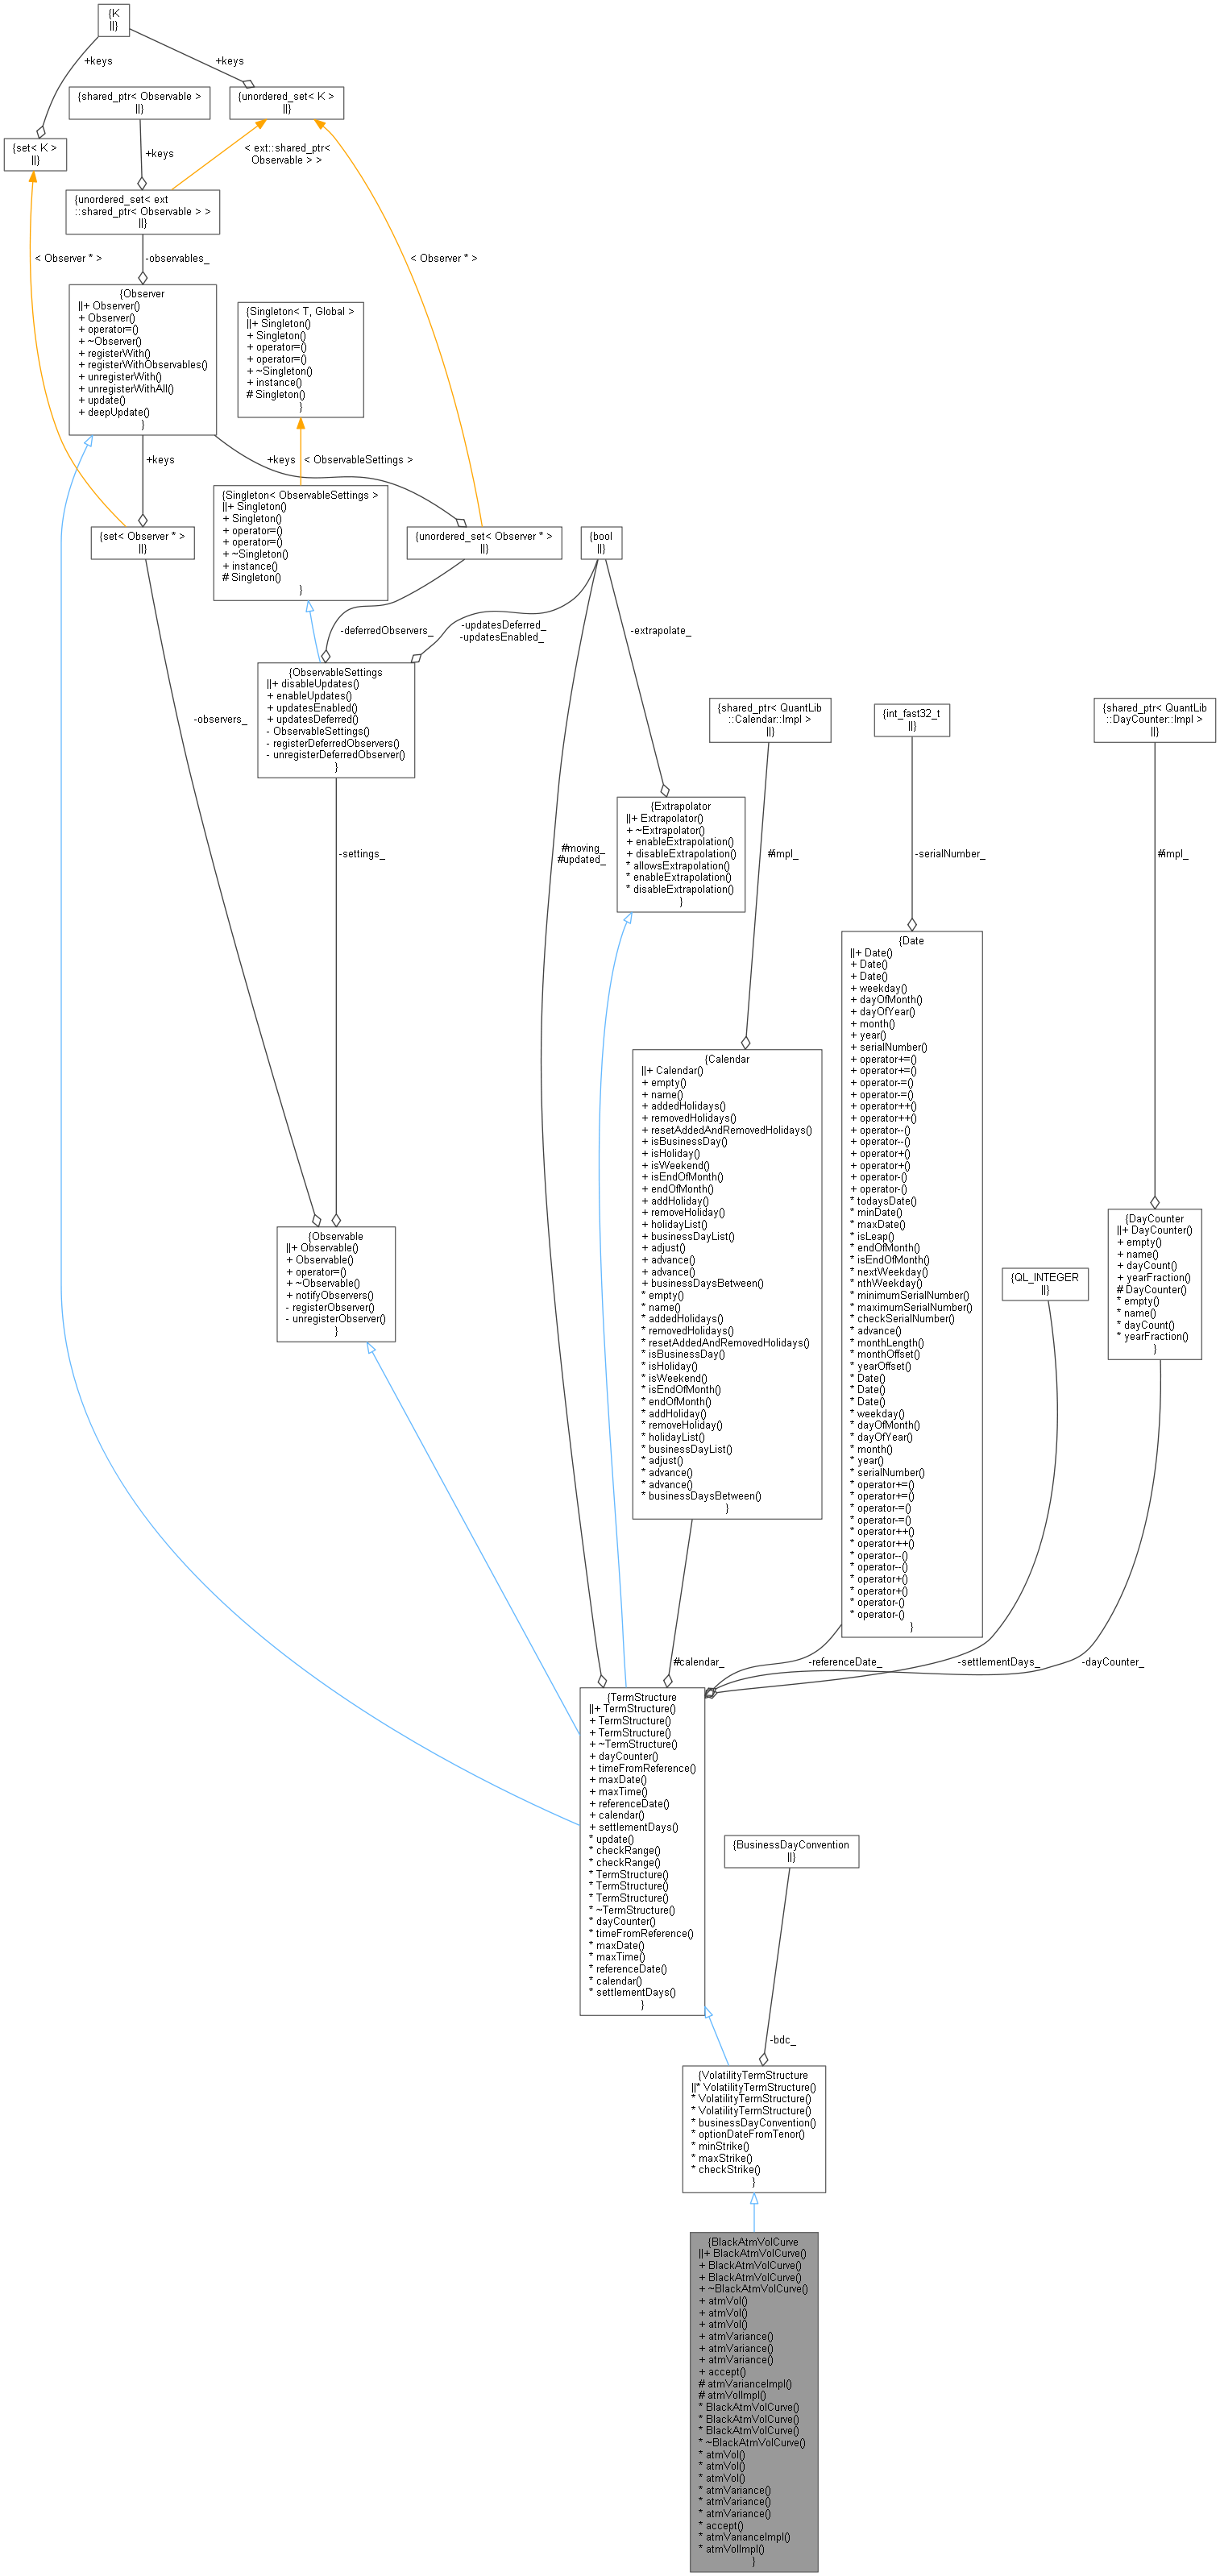 {K
||}
+keys
+keys
{shared_ptr< Observable >
||}
{unordered_set< K >
||}
{set< K >
||}
+keys
< ext::shared_ptr<
Observable > >
{unordered_set< ext
::shared_ptr< Observable > >
||}
< Observer * >
-observables_
< Observer * >
{Observer
||+ Observer()
+ Observer()
+ operator=()
+ ~Observer()
+ registerWith()
+ registerWithObservables()
+ unregisterWith()
+ unregisterWithAll()
+ update()
+ deepUpdate()
}
{Singleton< T, Global >
||+ Singleton()
+ Singleton()
+ operator=()
+ operator=()
+ ~Singleton()
+ instance()
# Singleton()
}
+keys
+keys
< ObservableSettings >
{Singleton< ObservableSettings >
||+ Singleton()
+ Singleton()
+ operator=()
+ operator=()
+ ~Singleton()
+ instance()
# Singleton()
}
{set< Observer * >
||}
{unordered_set< Observer * >
||}
{bool
||}
-deferredObservers_
-updatesDeferred_
-updatesEnabled_
-extrapolate_
{ObservableSettings
||+ disableUpdates()
+ enableUpdates()
+ updatesEnabled()
+ updatesDeferred()
- ObservableSettings()
- registerDeferredObservers()
- unregisterDeferredObserver()
}
-observers_
{shared_ptr< QuantLib
::Calendar::Impl >
||}
{int_fast32_t
||}
{shared_ptr< QuantLib
::DayCounter::Impl >
||}
{Extrapolator
||+ Extrapolator()
+ ~Extrapolator()
+ enableExtrapolation()
+ disableExtrapolation()
* allowsExtrapolation()
* enableExtrapolation()
* disableExtrapolation()
}
-settings_
#moving_
#updated_
#impl_
-serialNumber_
#impl_
{Date
||+ Date()
+ Date()
+ Date()
+ weekday()
+ dayOfMonth()
+ dayOfYear()
+ month()
+ year()
+ serialNumber()
+ operator+=()
+ operator+=()
+ operator-=()
+ operator-=()
+ operator++()
+ operator++()
+ operator--()
+ operator--()
+ operator+()
+ operator+()
+ operator-()
+ operator-()
* todaysDate()
* minDate()
* maxDate()
* isLeap()
* endOfMonth()
* isEndOfMonth()
* nextWeekday()
* nthWeekday()
* minimumSerialNumber()
* maximumSerialNumber()
* checkSerialNumber()
* advance()
* monthLength()
* monthOffset()
* yearOffset()
* Date()
* Date()
* Date()
* weekday()
* dayOfMonth()
* dayOfYear()
* month()
* year()
* serialNumber()
* operator+=()
* operator+=()
* operator-=()
* operator-=()
* operator++()
* operator++()
* operator--()
* operator--()
* operator+()
* operator+()
* operator-()
* operator-()
}
{Calendar
||+ Calendar()
+ empty()
+ name()
+ addedHolidays()
+ removedHolidays()
+ resetAddedAndRemovedHolidays()
+ isBusinessDay()
+ isHoliday()
+ isWeekend()
+ isEndOfMonth()
+ endOfMonth()
+ addHoliday()
+ removeHoliday()
+ holidayList()
+ businessDayList()
+ adjust()
+ advance()
+ advance()
+ businessDaysBetween()
* empty()
* name()
* addedHolidays()
* removedHolidays()
* resetAddedAndRemovedHolidays()
* isBusinessDay()
* isHoliday()
* isWeekend()
* isEndOfMonth()
* endOfMonth()
* addHoliday()
* removeHoliday()
* holidayList()
* businessDayList()
* adjust()
* advance()
* advance()
* businessDaysBetween()
}
{Observable
||+ Observable()
+ Observable()
+ operator=()
+ ~Observable()
+ notifyObservers()
- registerObserver()
- unregisterObserver()
}
{QL_INTEGER
||}
{DayCounter
||+ DayCounter()
+ empty()
+ name()
+ dayCount()
+ yearFraction()
# DayCounter()
* empty()
* name()
* dayCount()
* yearFraction()
}
#calendar_
-referenceDate_
-settlementDays_
-dayCounter_
{TermStructure
||+ TermStructure()
+ TermStructure()
+ TermStructure()
+ ~TermStructure()
+ dayCounter()
+ timeFromReference()
+ maxDate()
+ maxTime()
+ referenceDate()
+ calendar()
+ settlementDays()
* update()
* checkRange()
* checkRange()
* TermStructure()
* TermStructure()
* TermStructure()
* ~TermStructure()
* dayCounter()
* timeFromReference()
* maxDate()
* maxTime()
* referenceDate()
* calendar()
* settlementDays()
}
{BusinessDayConvention
||}
-bdc_
{VolatilityTermStructure
||* VolatilityTermStructure()
* VolatilityTermStructure()
* VolatilityTermStructure()
* businessDayConvention()
* optionDateFromTenor()
* minStrike()
* maxStrike()
* checkStrike()
}
{BlackAtmVolCurve
||+ BlackAtmVolCurve()
+ BlackAtmVolCurve()
+ BlackAtmVolCurve()
+ ~BlackAtmVolCurve()
+ atmVol()
+ atmVol()
+ atmVol()
+ atmVariance()
+ atmVariance()
+ atmVariance()
+ accept()
# atmVarianceImpl()
# atmVolImpl()
* BlackAtmVolCurve()
* BlackAtmVolCurve()
* BlackAtmVolCurve()
* ~BlackAtmVolCurve()
* atmVol()
* atmVol()
* atmVol()
* atmVariance()
* atmVariance()
* atmVariance()
* accept()
* atmVarianceImpl()
* atmVolImpl()
}